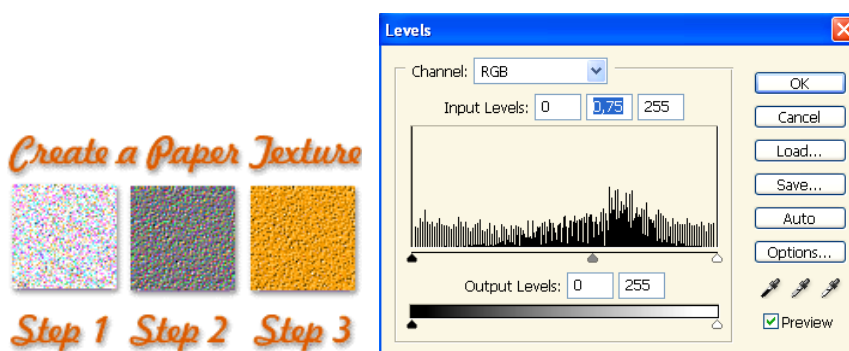 Create a Paper Texture
Step 1 Step 2 Step 3
Levels
Channel: RGB
Input Levels: 0 0,75 255
Output Levels: 0 255
OK
Cancel
Load...
Save...
Auto
Options...
Preview